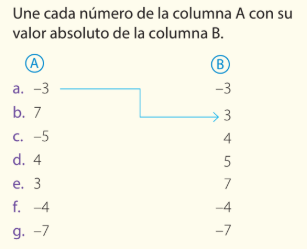 Une cada número de la columna A con su
valor absoluto de la columna B.
A B
a. −3 −3
b. 7 3
c. −5 4
d. 4 5
e. 3 7
f. −4 −4
g. −7 −7